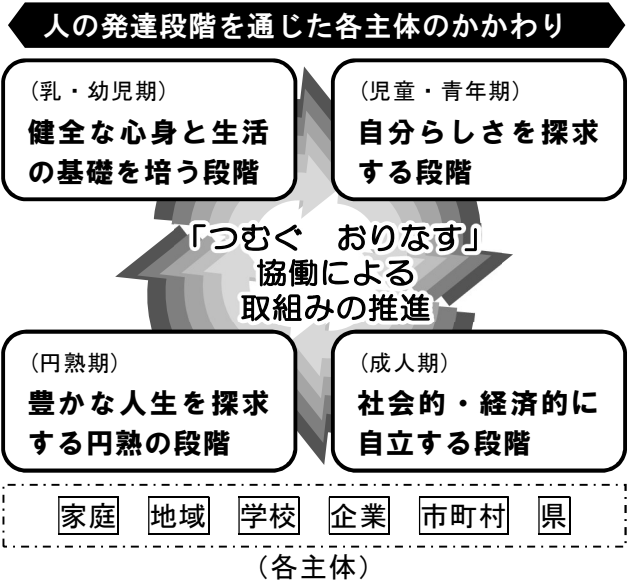 人の発達段階を通じた各主体のかかわり
（乳・幼児期）
健全な心身と生活
の基礎を培う段階
（児童・青年期）
自分らしさを探求
する段階
「つむぐ　おりなす」
協働による
取組みの推進
（円熟期）
豊かな人生を探求
する円熟の段階
（成人期）
社会的・経済的に
自立する段階
家庭 地域 学校 企業 市町村 県
（各主体）